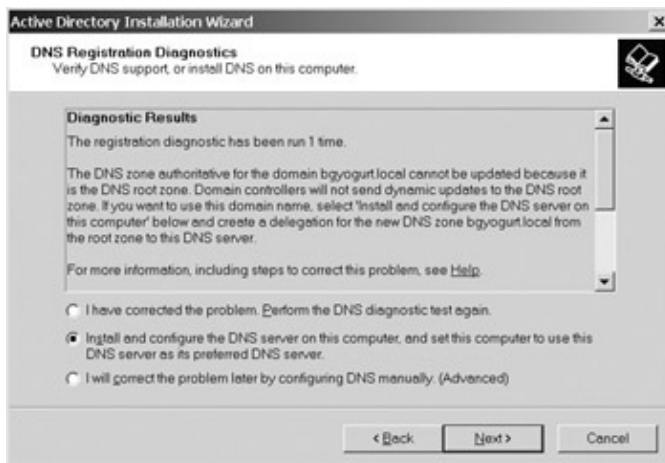 Active Directory Installation Wizard
DNS Registration Diagnostics
Verify DNS support, or install DNS on this computer.
Diagnostic Results
The registration diagnostic has been run 1 time.
The DNS zone authoritative for the domain bgyogurt.local cannot be updated because it
is the DNS root zone. Domain controllers will not send dynamic updates to the DNS root
zone. If you want to use this domain name, select 'Install and configure the DNS server on
this computer' below and create a delegation for the new DNS zone bgyogurt.local from
the root zone to this DNS server.
For more information, including steps to correct this problem, see Help.
I have corrected the problem. Perform the DNS diagnostic test again.
Install and configure the DNS server on this computer, and set this computer to use this
DNS server as its preferred DNS server.
I will correct the problem later by configuring DNS manually. (Advanced)
< Back Next > Cancel